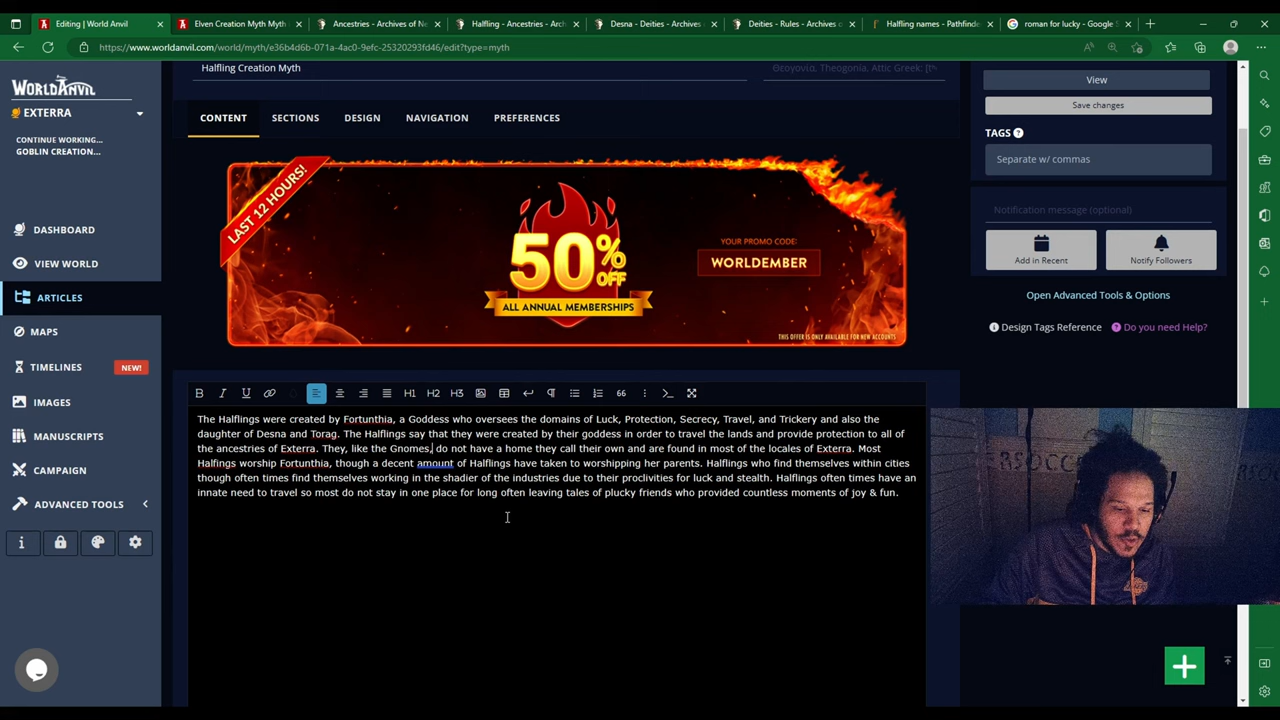 Editing | World Anvil
Elven Creation Myth Myth in
Ancestries - Archives of Ne
Halfling - Ancestries - Arch
Desna - Deities - Archives
Deities - Rules - Archives o
Halfling names - Pathfinde
roman for lucky - Google S
https://www.worldanvil.com/world/myth/e36b4d6b-071a-4ac0-9efc-25320293fd46/edit?type=myth
WORLDANVIL
EXTERRA
CONTINUE WORKING...
GOBLIN CREATION...
DASHBOARD
VIEW WORLD
ARTICLES
MAPS
TIMELINES
NEW!
IMAGES
MANUSCRIPTS
CAMPAIGN
ADVANCED TOOLS
Halfling Creation Myth
Θεογονία, Theogonía, Attic Greek:
CONTENT
SECTIONS
DESIGN
NAVIGATION
PREFERENCES
LAST 12 HOURS!
50% OFF
ALL ANNUAL MEMBERSHIPS
YOUR PROMO CODE:
WORLDEMBER
THIS OFFER IS ONLY AVAILABLE FOR NEW ACCOUNTS
B I U H1 H2 H3 66
The Halflings were created by Fortunthia, a Goddess who oversees the domains of Luck, Protection, Secrecy, Travel, and Trickery and also the
daughter of Desna and Torag. The Halflings say that they were created by their goddess in order to travel the lands and provide protection to all of
the ancestries of Exterra. They, like the Gnomes, do not have a home they call their own and are found in most of the locales of Exterra. Most
Halfings worship Fortunthia, though a decent amount of Halflings have taken to worshipping her parents. Halflings who find themselves within cities
though often times find themselves working in the shadier of the industries due to their proclivities for luck and stealth. Halflings often times have an
innate need to travel so most do not stay in one place for long often leaving tales of plucky friends who provided countless moments of joy & fun.
View
Save changes
TAGS
Separate w/ commas
Notification message (optional)
Add in Recent
Notify Followers
Open Advanced Tools & Options
Design Tags Reference
Do you need Help?